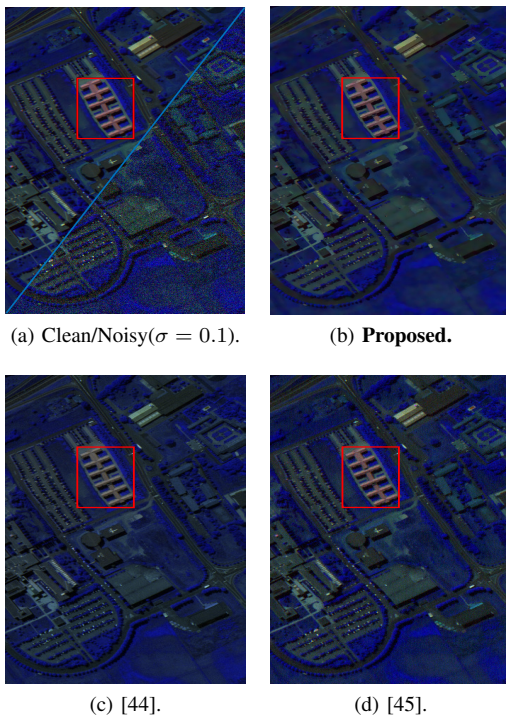 (a) Clean/Noisy(σ = 0.1).
(b) Proposed.
(c) [44].
(d) [45].